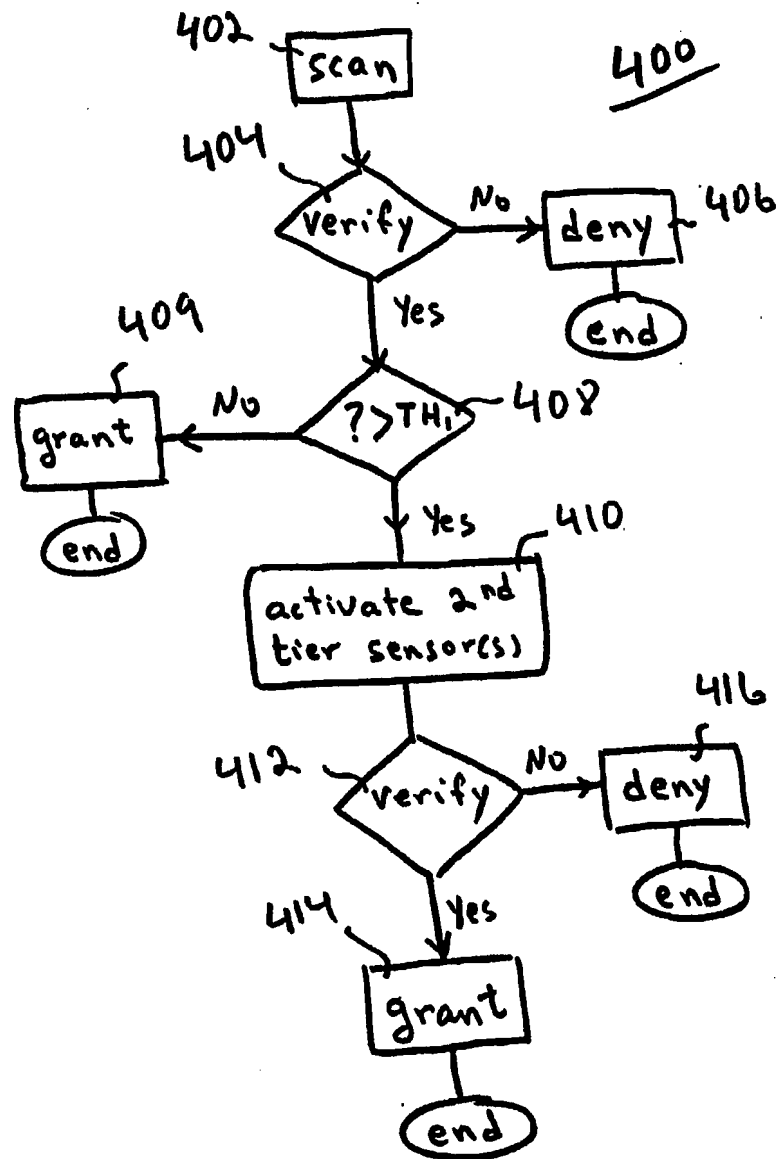 402
scan
400
404
verify
No
deny
406
end
Yes
409
grant
No
?>TH₁
408
end
Yes
410
activate 2nd
tier sensor(s)
412
verify
No
416
deny
end
Yes
414
grant
end